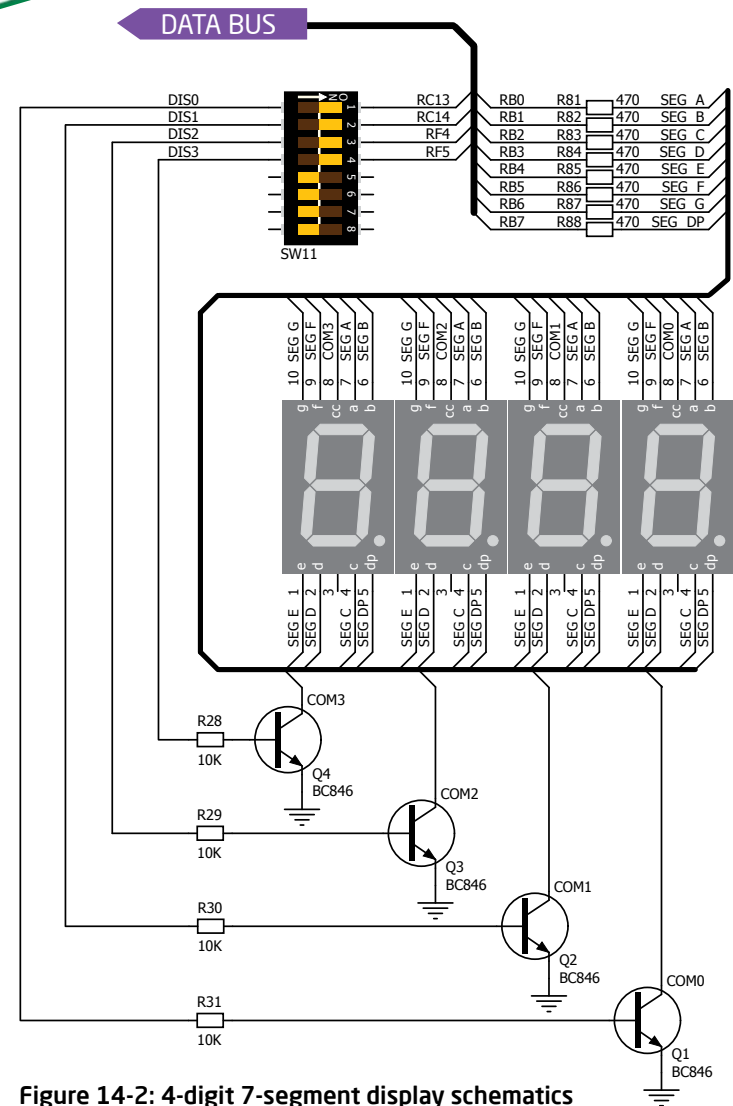 DATA BUS
DIS0 RC13 RB0 R81 470 SEG A
DIS1 RC14 RB1 R82 470 SEG B
DIS2 RF4 RB2 R83 470 SEG C
DIS3 RF5 RB3 R84 470 SEG D
RB4 R85 470 SEG E
RB5 R86 470 SEG F
RB6 R87 470 SEG G
RB7 R88 470 SEG DP
ON
1
2
3
4
5
6
7
8
SW11
10 SEG G
9 SEG F
8 COM3
7 SEG A
6 SEG B
10 SEG G
9 SEG F
8 COM2
7 SEG A
6 SEG B
10 SEG G
9 SEG F
8 COM1
7 SEG A
6 SEG B
10 SEG G
9 SEG F
8 COM0
7 SEG A
6 SEG B
g f cc a b
g f cc a b
g f cc a b
g f cc a b
e d c dp
e d c dp
e d c dp
e d c dp
SEG E 1
SEG D 2
3
SEG C 4
SEG DP 5
SEG E 1
SEG D 2
3
SEG C 4
SEG DP 5
SEG E 1
SEG D 2
3
SEG C 4
SEG DP 5
SEG E 1
SEG D 2
3
SEG C 4
SEG DP 5
COM3
R28
10K
Q4
BC846
COM2
R29
10K
Q3
BC846
COM1
R30
10K
Q2
BC846
COM0
R31
10K
Q1
BC846
Figure 14-2: 4-digit 7-segment display schematics